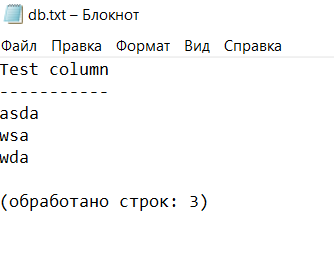 db.txt – Блокнот
Файл Правка Формат Вид Справка
Test column
-----------
asda
wsa
wda
(обработано строк: 3)